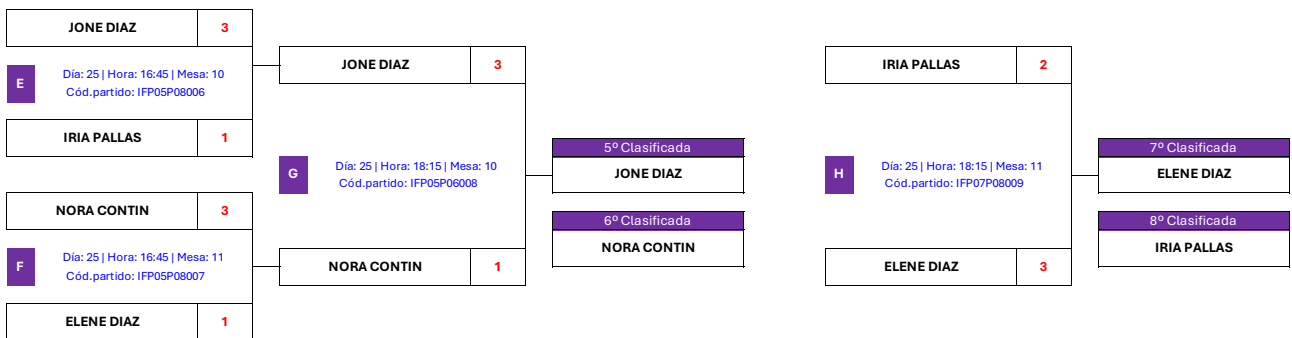 JONE DIAZ 3
E
Día: 25 | Hora: 16:45 | Mesa: 10
Cód.partido: IFP05P08006
IRIA PALLAS 1
NORA CONTIN 3
F
Día: 25 | Hora: 16:45 | Mesa: 11
Cód.partido: IFP05P08007
ELENE DIAZ 1
JONE DIAZ 3
G
Día: 25 | Hora: 18:15 | Mesa: 10
Cód.partido: IFP05P06008
NORA CONTIN 1
5º Clasificada
JONE DIAZ
6º Clasificada
NORA CONTIN
IRIA PALLAS 2
H
Día: 25 | Hora: 18:15 | Mesa: 11
Cód.partido: IFP07P08009
ELENE DIAZ 3
7º Clasificada
ELENE DIAZ
8º Clasificada
IRIA PALLAS